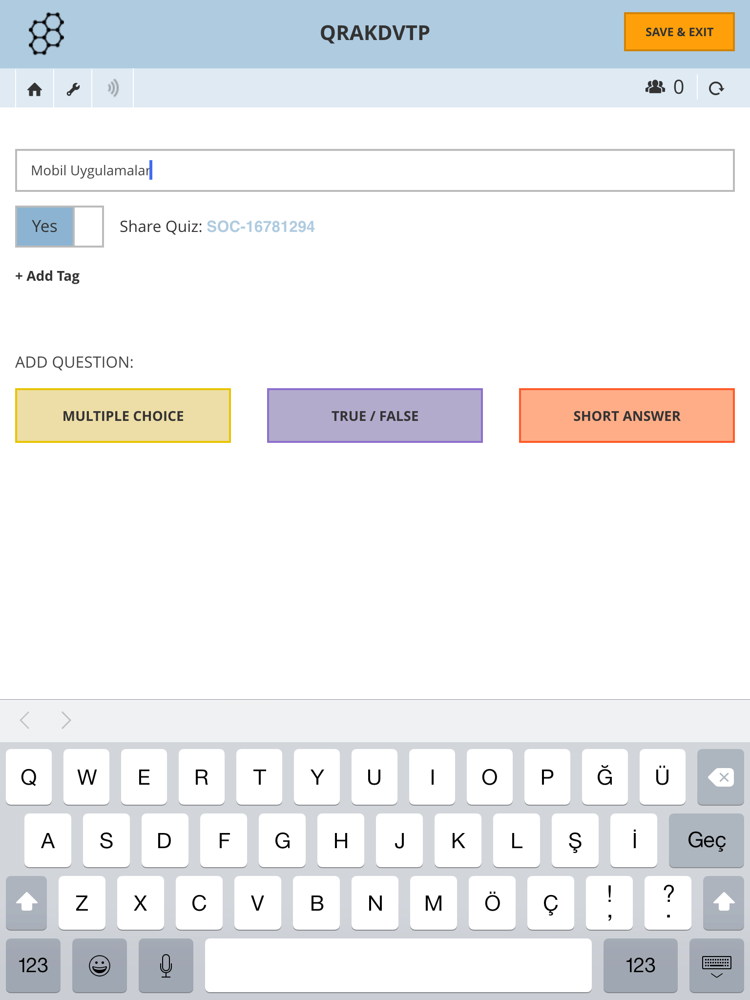 QRAKDVTP
SAVE & EXIT
0
Mobil Uygulamalar
Yes
Share Quiz: SOC-16781294
+ Add Tag
ADD QUESTION:
MULTIPLE CHOICE
TRUE / FALSE
SHORT ANSWER
Q W E R T Y U I O P Ğ Ü
A S D F G H J K L Ş İ Geç
Z X C V B N M Ö Ç ! , ? .
123 123